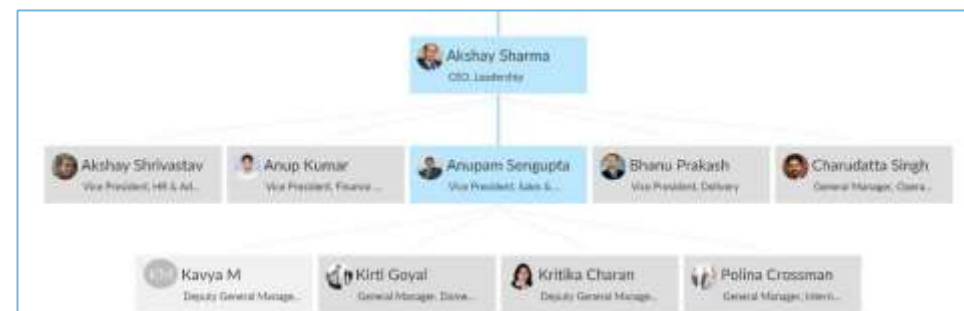 Akshay Sharma
CEO, Leadership
Akshay Shrivastav
Vice President, HR & Ad...
Anup Kumar
Vice President, Finance ...
Anupam Sengupta
Vice President, Sales & ...
Bhanu Prakash
Vice President, Delivery
Charudatta Singh
General Manager, Opera...
KM
Kavya M
Deputy General Manage...
Kirti Goyal
General Manager, Dome...
Kritika Charan
Deputy General Manage...
Polina Crossman
General Manager, Intern...